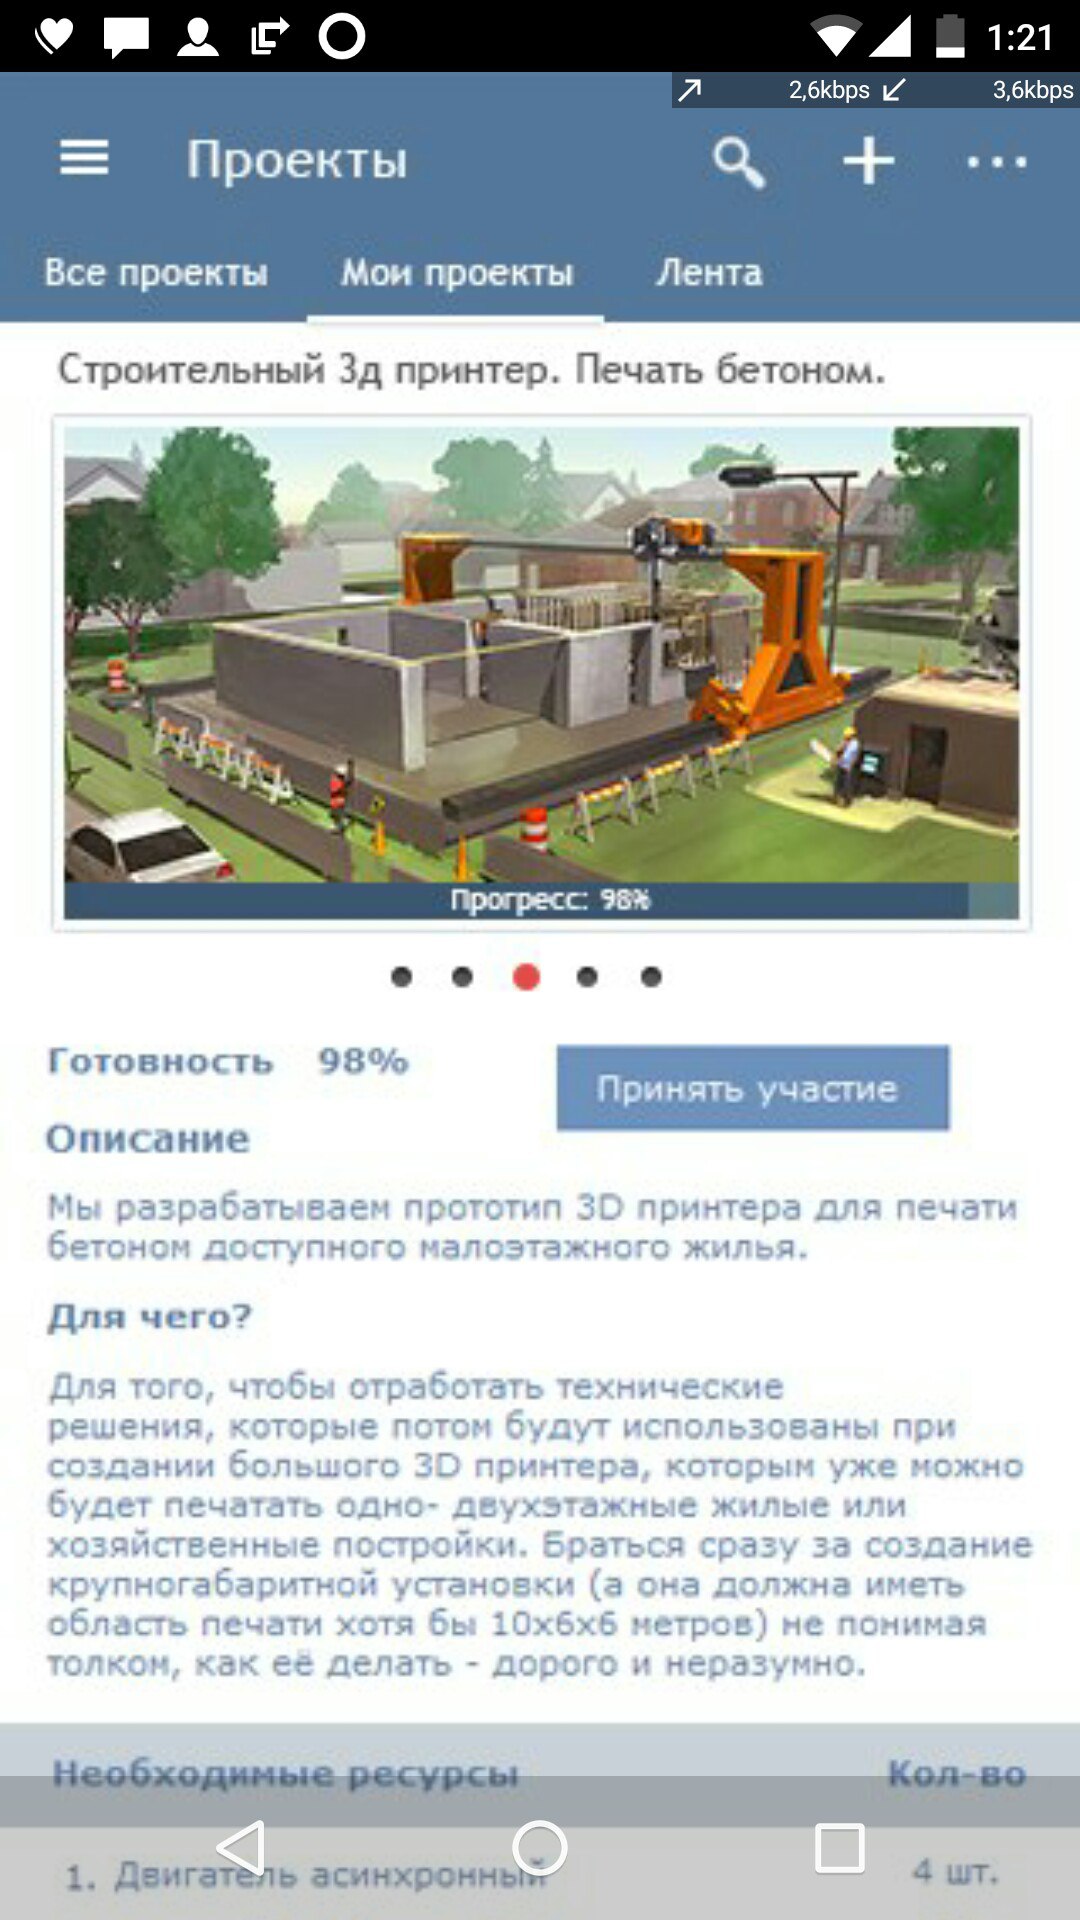 1:21
2,6kbps 3,6kbps
Проекты
Все проекты Мои проекты Лента
Строительный 3д принтер. Печать бетоном.
Прогресс: 98%
Готовность 98%
Принять участие
Описание
Мы разрабатываем прототип 3D принтера для печати
бетоном доступного малоэтажного жилья.
Для чего?
Для того, чтобы отработать технические
решения, которые потом будут использованы при
создании большого 3D принтера, которым уже можно
будет печатать одно- двухэтажные жилые или
хозяйственные постройки. Браться сразу за создание
крупногабаритной установки (а она должна иметь
область печати хотя бы 10х6х6 метров) не понимая
толком, как её делать - дорого и неразумно.
Необходимые ресурсы Кол-во
1. Двигатель асинхронный 4 шт.